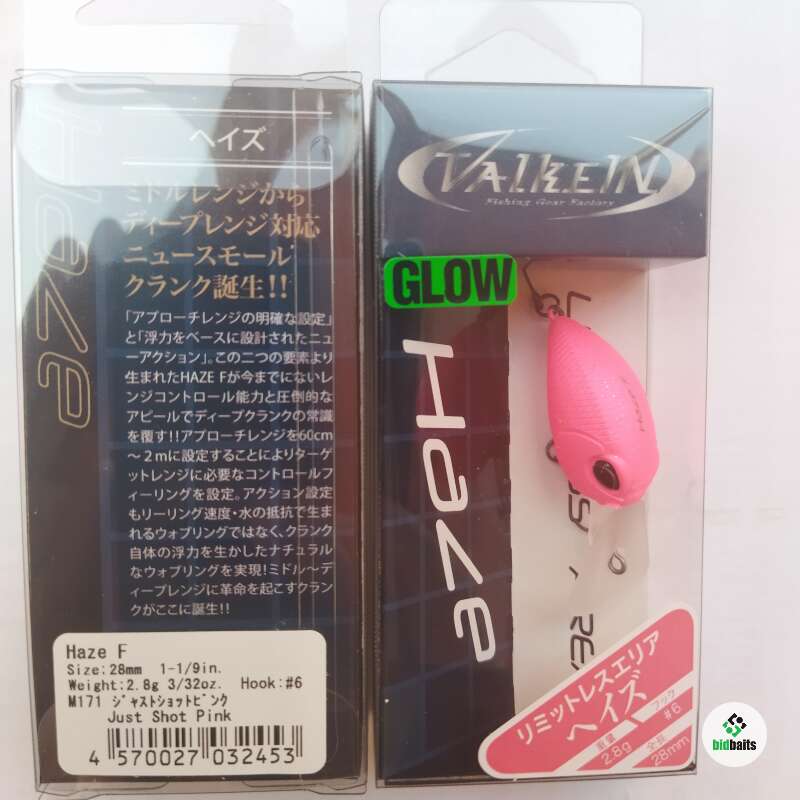 Haze
ヘイズ
ミドルレンジから
ディープレンジ対応
ニュースモール
クランク誕生!!
「アプローチレンジの明確な設定」
と「浮力をベースに設計されたニュ
ーアクション」。この二つの要素より
生まれたHAZE Fが今までにないレ
ンジコントロール能力と圧倒的な
アピールでディープクランクの常識
を覆す!!アプローチレンジを60cm
～2mに設定することによりターゲ
ットレンジに必要なコントロールフ
ィーリングを設定。アクション設定
もリーリング速度・水の抵抗で生ま
れるウォブリングではなく、クランク
自体の浮力を生かしたナチュラル
なウォブリングを実現!ミドル～デ
ィープレンジに革命を起こすクラン
クがここに誕生!!
Haze F
Size:28mm 1-1/9in.
Weight:2.8g 3/32oz. Hook:#6
M171 ジャストショットピンク
Just Shot Pink
4 570027 032453
VALKEIN
Fishing Gear Factory
GLOW
Haze
リミットレスエリア
ヘイズ
重量 2.8g
全長 28mm
フック #6
bidbaits